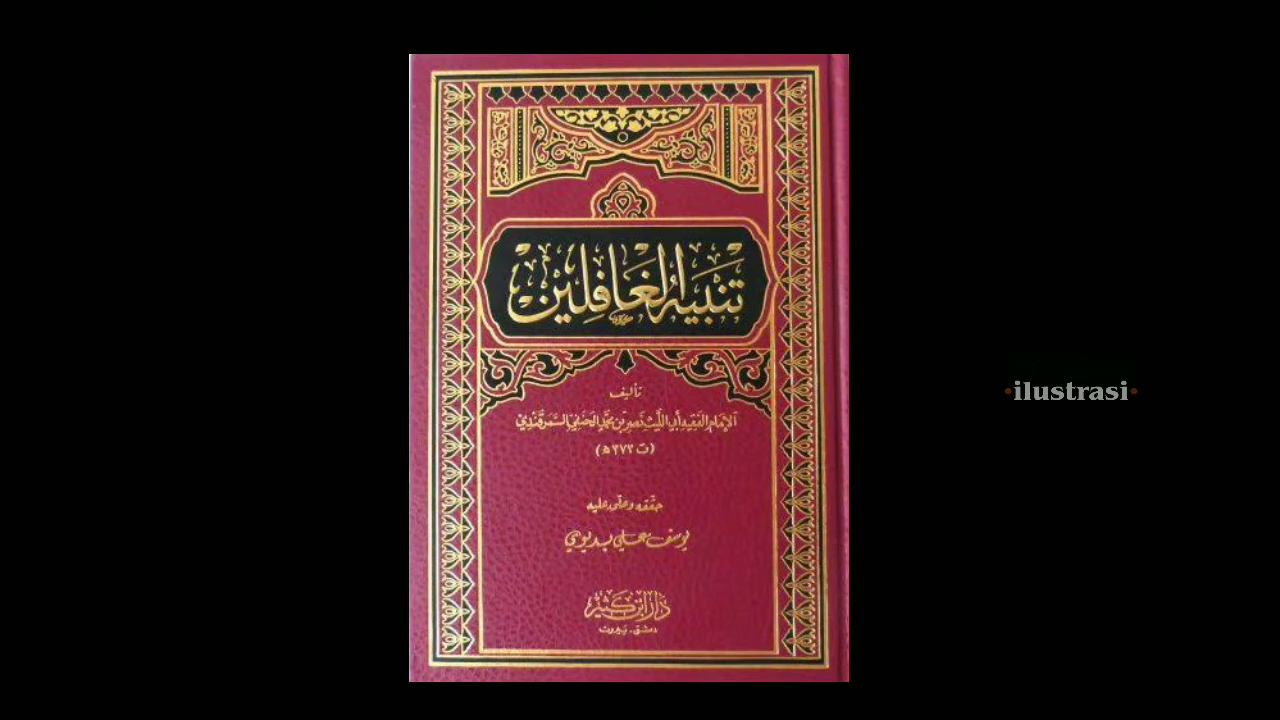 تنبيه الغافلين
تأليف
الإمام الفقيه أبي الليث نصر بن محمد الحنفي السمرقندي
(ت ٣٧٣ هـ)
حققه وعلق عليه
يوسف علي بديوي
دار ابن كثير
دمشق - بيروت
•ilustrasi•